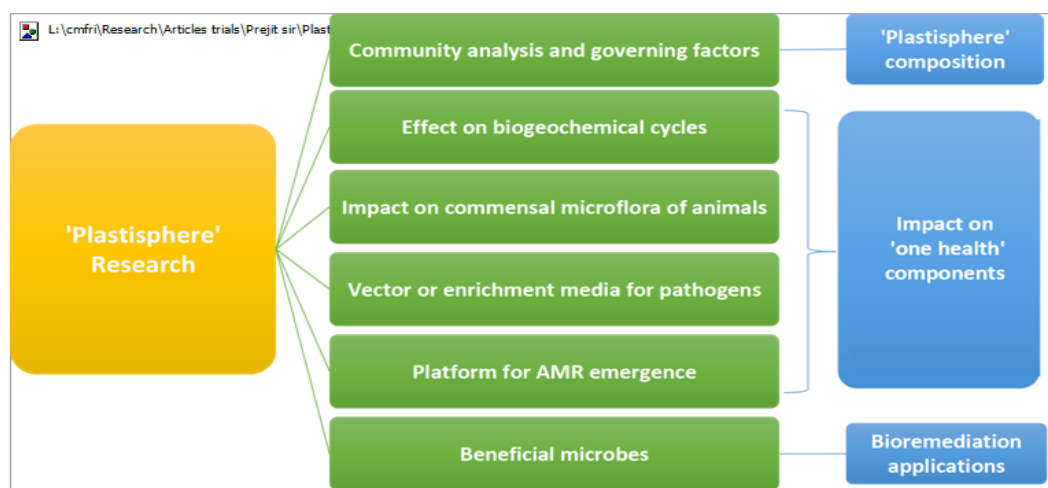 L:\cmfri\Research\Articles trials\Prejit sir\Plast
'Plastisphere'
Research
Community analysis and governing factors
Effect on biogeochemical cycles
Impact on commensal microflora of animals
Vector or enrichment media for pathogens
Platform for AMR emergence
Beneficial microbes
'Plastisphere'
composition
Impact on
'one health'
components
Bioremediation
applications